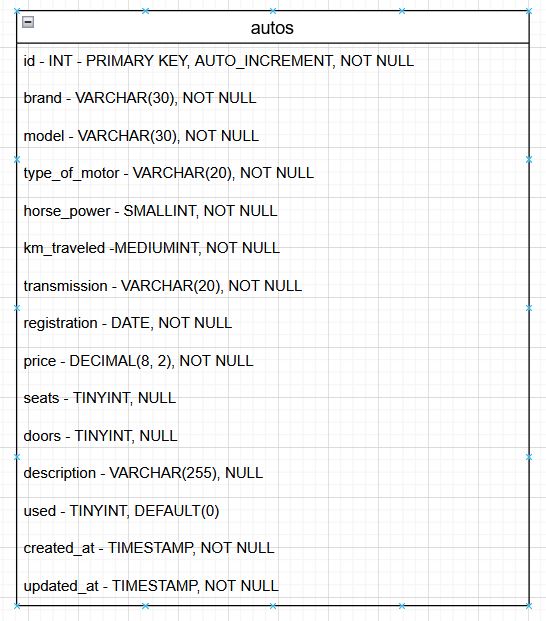 autos
id - INT - PRIMARY KEY, AUTO_INCREMENT, NOT NULL
brand - VARCHAR(30), NOT NULL
model - VARCHAR(30), NOT NULL
type_of_motor - VARCHAR(20), NOT NULL
horse_power - SMALLINT, NOT NULL
km_traveled -MEDIUMINT, NOT NULL
transmission - VARCHAR(20), NOT NULL
registration - DATE, NOT NULL
price - DECIMAL(8, 2), NOT NULL
seats - TINYINT, NULL
doors - TINYINT, NULL
description - VARCHAR(255), NULL
used - TINYINT, DEFAULT(0)
created_at - TIMESTAMP, NOT NULL
updated_at - TIMESTAMP, NOT NULL